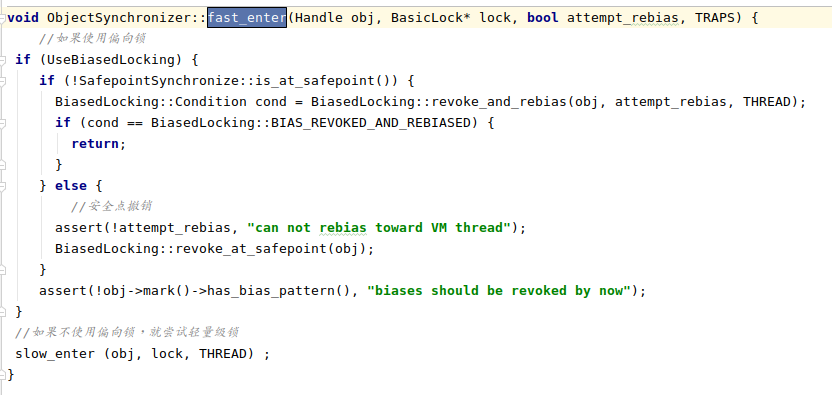 void ObjectSynchronizer::fast_enter(Handle obj, BasicLock* lock, bool attempt_rebias, TRAPS) {
//如果使用偏向锁
if (UseBiasedLocking) {
if (!SafepointSynchronize::is_at_safepoint()) {
BiasedLocking::Condition cond = BiasedLocking::revoke_and_rebias(obj, attempt_rebias, THREAD);
if (cond == BiasedLocking::BIAS_REVOKED_AND_REBIASED) {
return;
}
} else {
//安全点撤销
assert(!attempt_rebias, "can not rebias toward VM thread");
BiasedLocking::revoke_at_safepoint(obj);
}
assert(!obj->mark()->has_bias_pattern(), "biases should be revoked by now");
}
//如果不使用偏向锁，就尝试轻量级锁
slow_enter (obj, lock, THREAD) ;
}